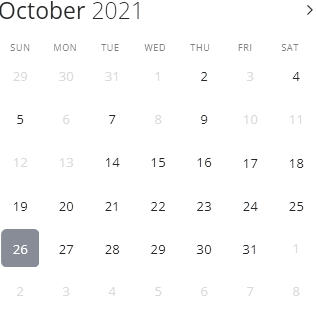 October 2021
SUN MON TUE WED THU FRI SAT
29 30 31 1 2 3 4
5 6 7 8 9 10 11
12 13 14 15 16 17 18
19 20 21 22 23 24 25
26 27 28 29 30 31 1
2 3 4 5 6 7 8